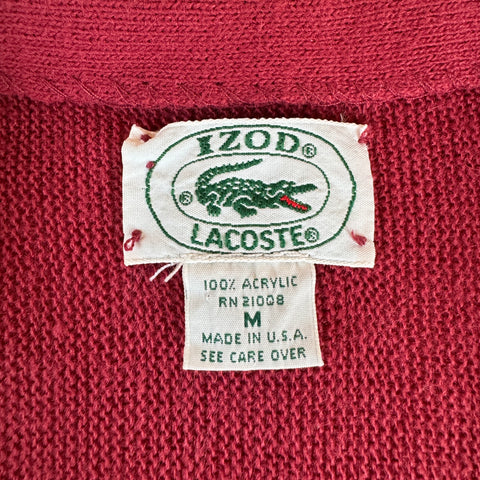 IZOD®
®
®
LACOSTE®
100% ACRYLIC
RN 21008
M
MADE IN U.S.A.
SEE CARE OVER